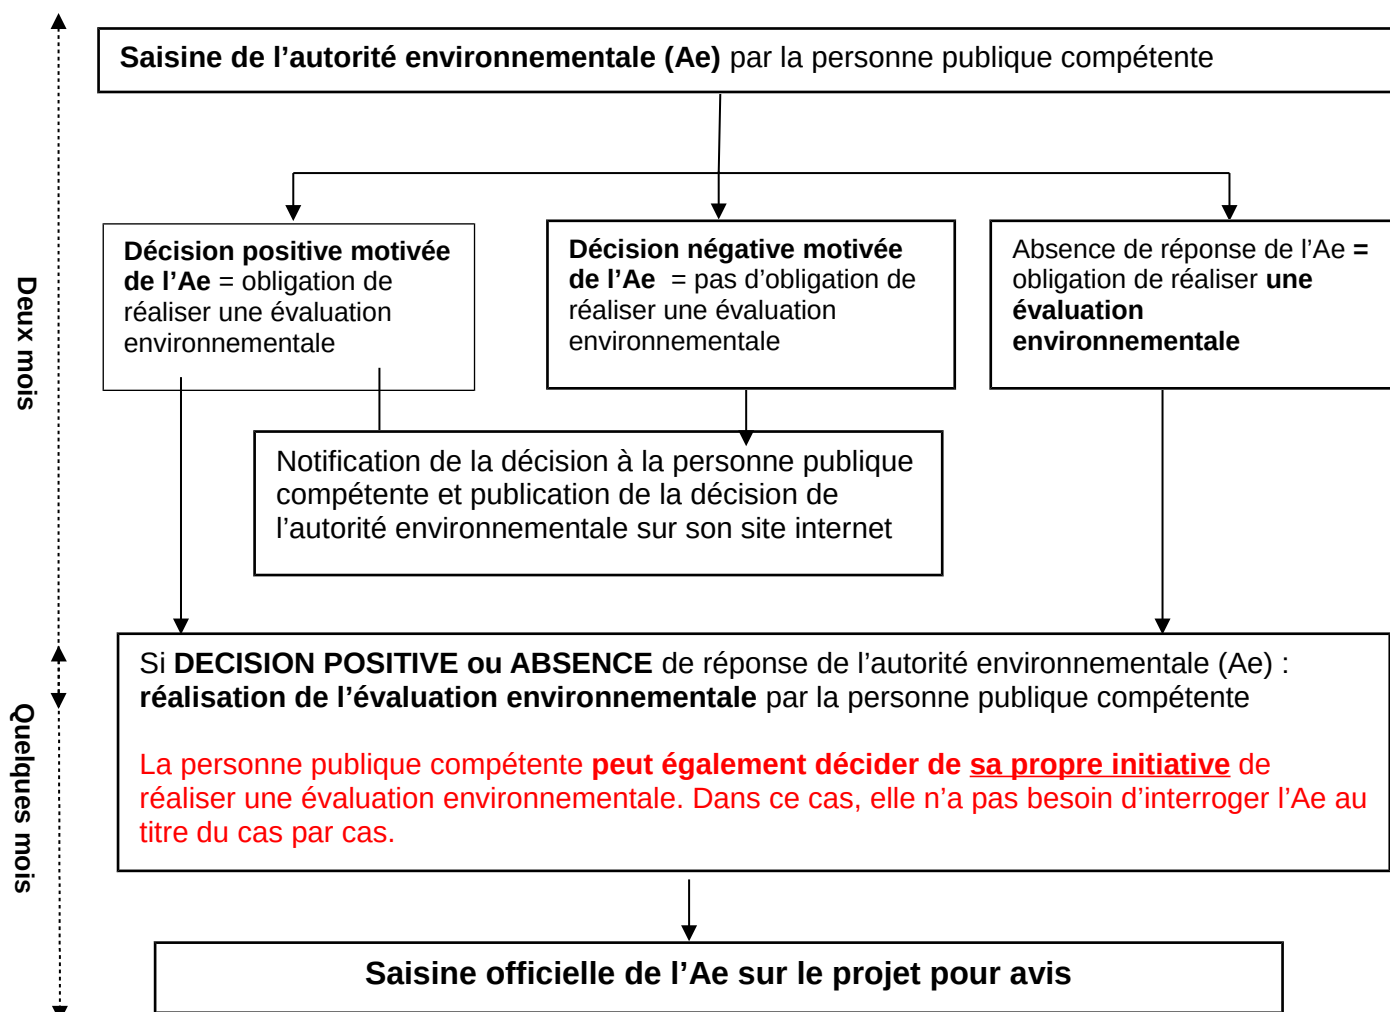 Saisine de l’autorité environnementale (Ae) par la personne publique compétente
Deux mois
Décision positive motivée
de l’Ae = obligation de
réaliser une évaluation
environnementale
Décision négative motivée
de l’Ae = pas d’obligation de
réaliser une évaluation
environnementale
Absence de réponse de l’Ae =
obligation de réaliser une
évaluation
environnementale
Notification de la décision à la personne publique
compétente et publication de la décision de
l’autorité environnementale sur son site internet
Quelques mois
Si DECISION POSITIVE ou ABSENCE de réponse de l’autorité environnementale (Ae) :
réalisation de l’évaluation environnementale par la personne publique compétente
La personne publique compétente peut également décider de sa propre initiative de
réaliser une évaluation environnementale. Dans ce cas, elle n’a pas besoin d’interroger l’Ae au
titre du cas par cas.
Saisine officielle de l’Ae sur le projet pour avis